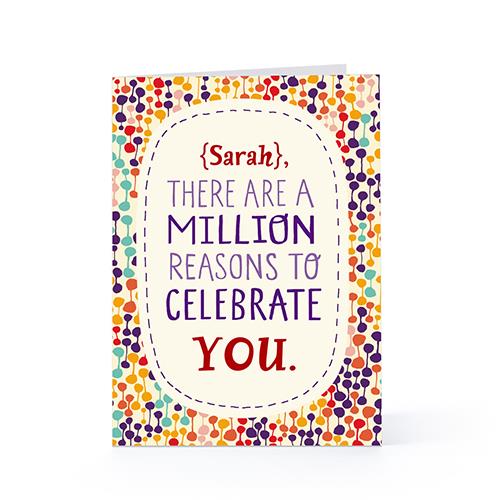 {Sarah},
THERE ARE A
MILLION
REASONS TO
CELEBRATE
YOU.